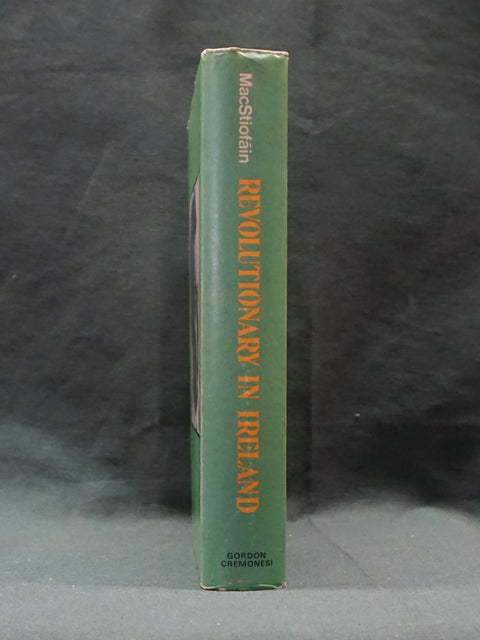 MacStiofáin
REVOLUTIONARY IN IRELAND
GORDON
CREMONESI